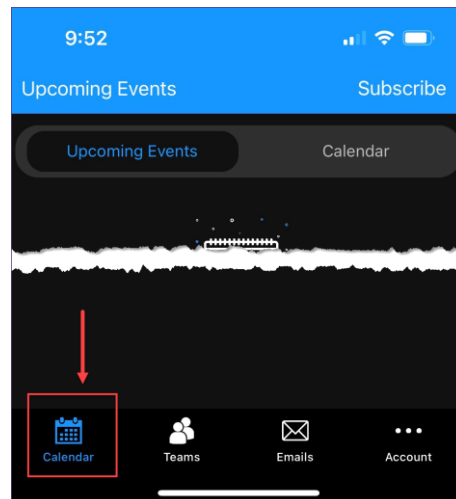 9:52
Upcoming Events Subscribe
Upcoming Events Calendar
Calendar Teams Emails Account